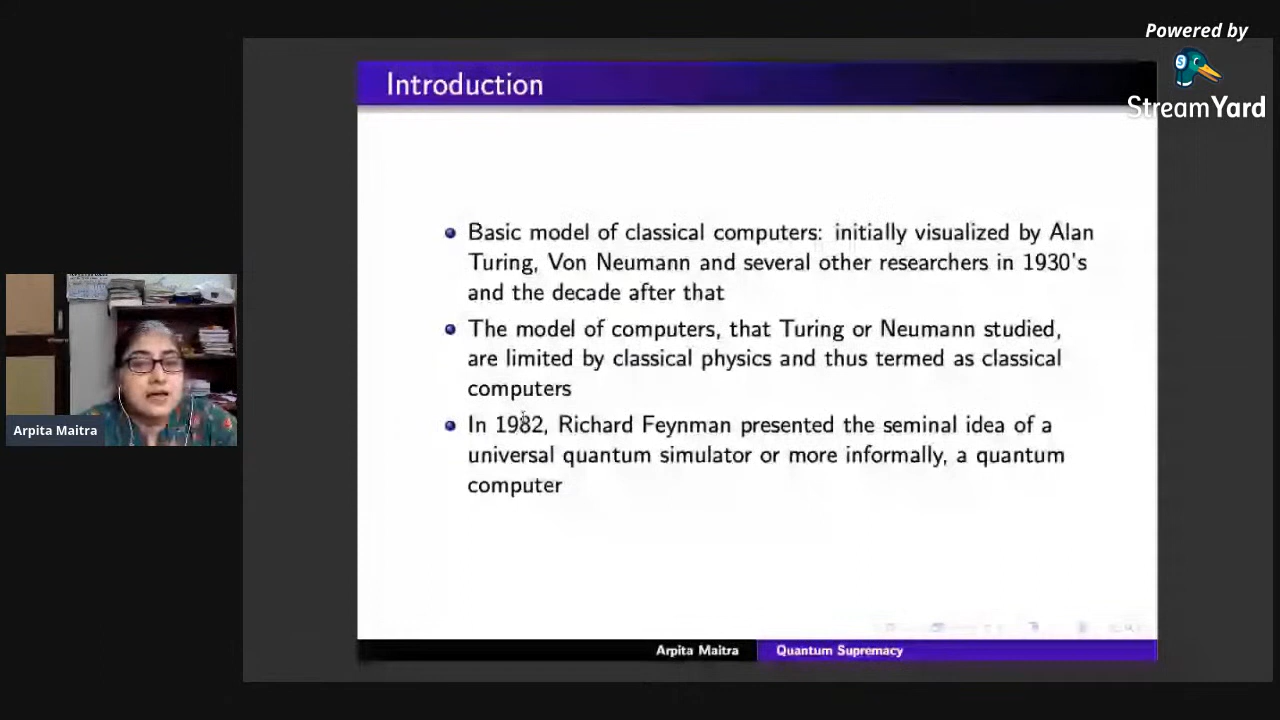 Powered by
StreamYard
Introduction
Basic model of classical computers: initially visualized by Alan
Turing, Von Neumann and several other researchers in 1930's
and the decade after that
The model of computers, that Turing or Neumann studied,
are limited by classical physics and thus termed as classical
computers
In 1982, Richard Feynman presented the seminal idea of a
universal quantum simulator or more informally, a quantum
computer
Arpita Maitra
Arpita Maitra
Quantum Supremacy